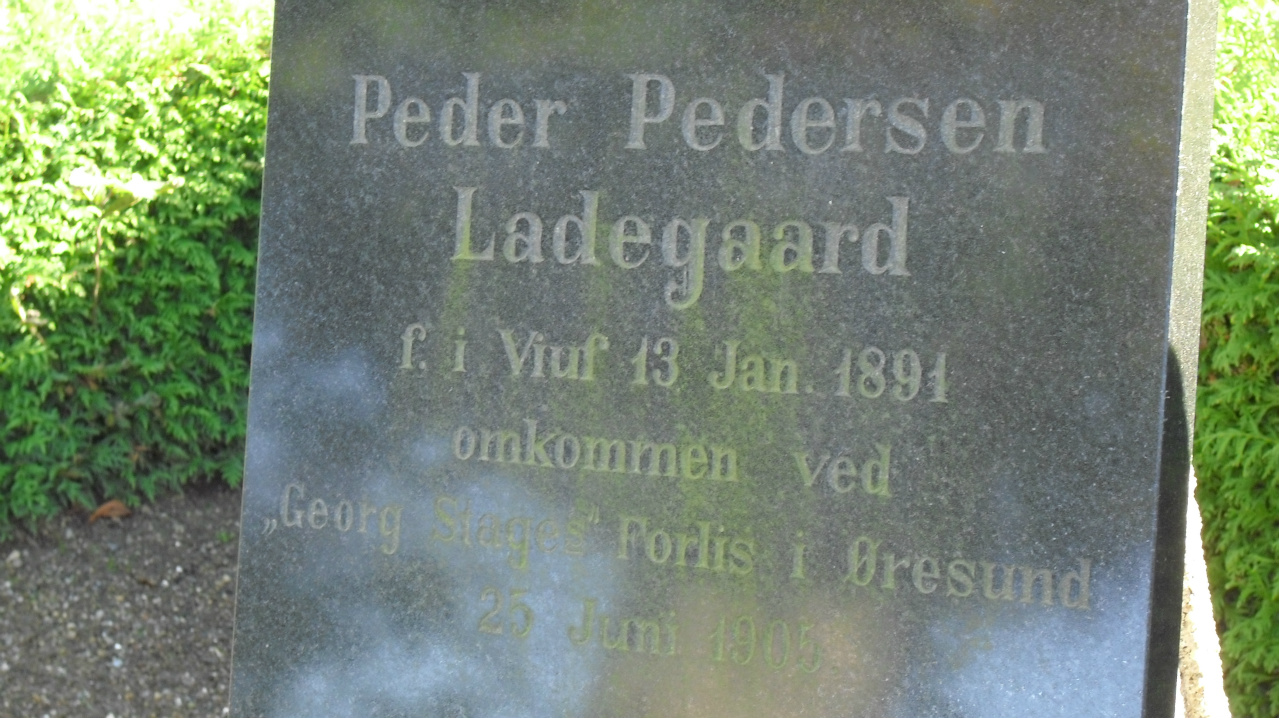 Peder Pedersen
Ladegaard
f. i Viuf 13 Jan. 1891
omkommen ved
„Georg Stages“ Forlis i Øresund
25 Juni 1905